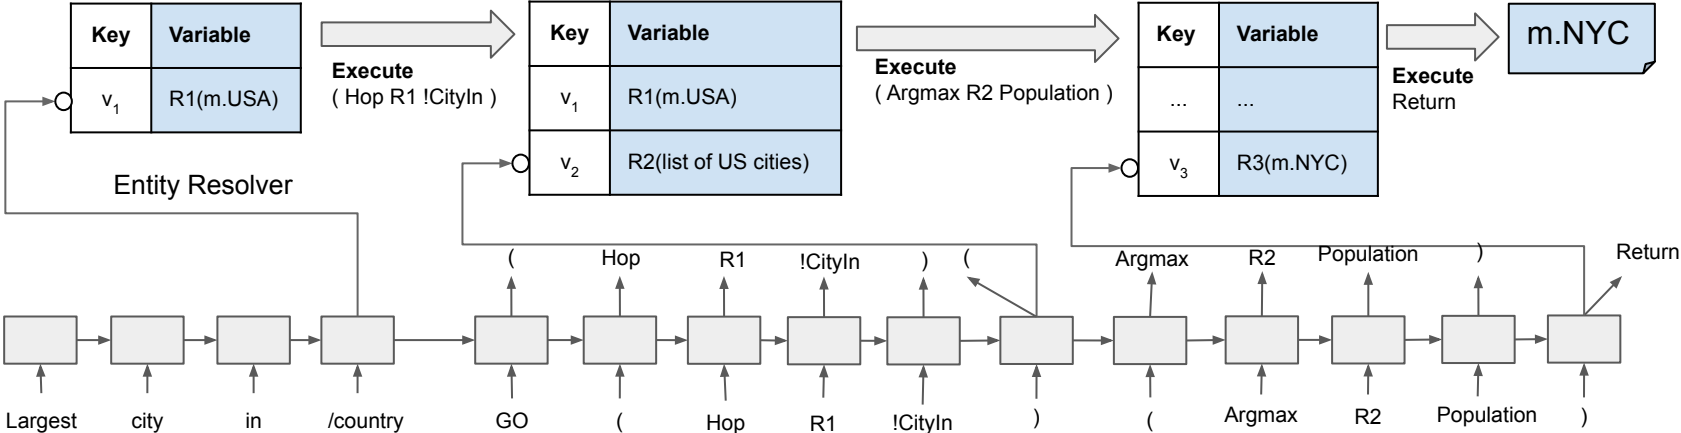 Key Variable
v1 R1(m.USA)
Execute
( Hop R1 !CityIn )
Key Variable
v1 R1(m.USA)
v2 R2(list of US cities)
Execute
( Argmax R2 Population )
Key Variable
... ...
v3 R3(m.NYC)
Execute
Return
m.NYC
Entity Resolver
( Hop R1 !CityIn ) ( Argmax R2 Population ) Return
Largest city in /country GO ( Hop R1 !CityIn ) ( Argmax R2 Population )